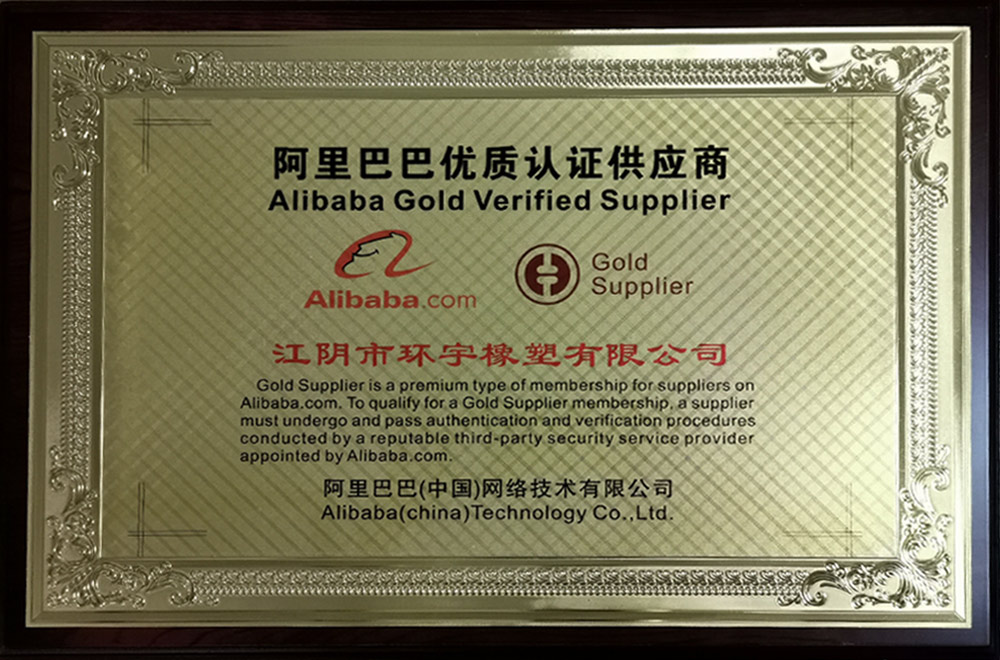 阿里巴巴优质认证供应商
Alibaba Gold Verified Supplier
Alibaba.com
Gold
Supplier
江阴市环宇橡塑有限公司
Gold Supplier is a premium type of membership for suppliers on
Alibaba.com. To qualify for a Gold Supplier membership, a supplier
must undergo and pass authentication and verification procedures
conducted by a reputable third-party security service provider
appointed by Alibaba.com.
阿里巴巴(中国)网络技术有限公司
Alibaba(china)Technology Co.,Ltd.